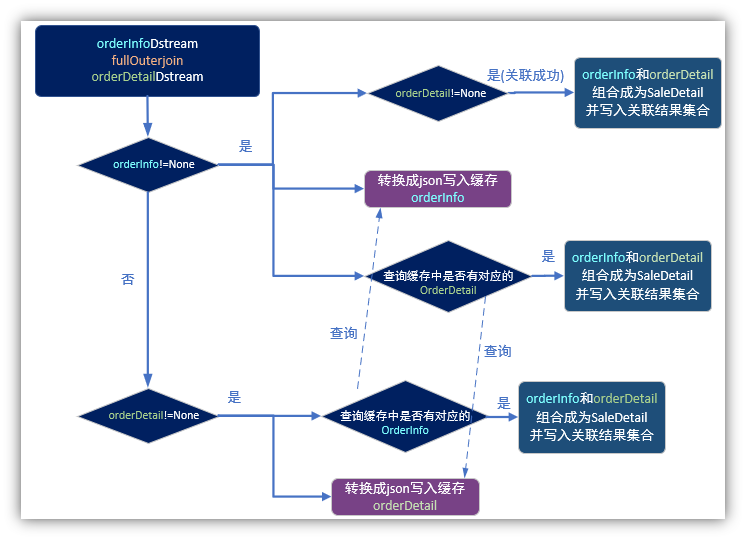 orderInfoDstream
fullOuterjoin
orderDetailDstream
是(关联成功)
orderDetail!=None
orderInfo和orderDetail
组合成为SaleDetail
并写入关联结果集合
orderInfo!=None
是
转换成json写入缓存
orderInfo
查询缓存中是否有对应的
OrderDetail
是
orderInfo和orderDetail
组合成为SaleDetail
并写入关联结果集合
否
查询
查询
orderDetail!=None
是
查询缓存中是否有对应的
OrderInfo
是
orderInfo和orderDetail
组合成为SaleDetail
并写入关联结果集合
转换成json写入缓存
orderDetail